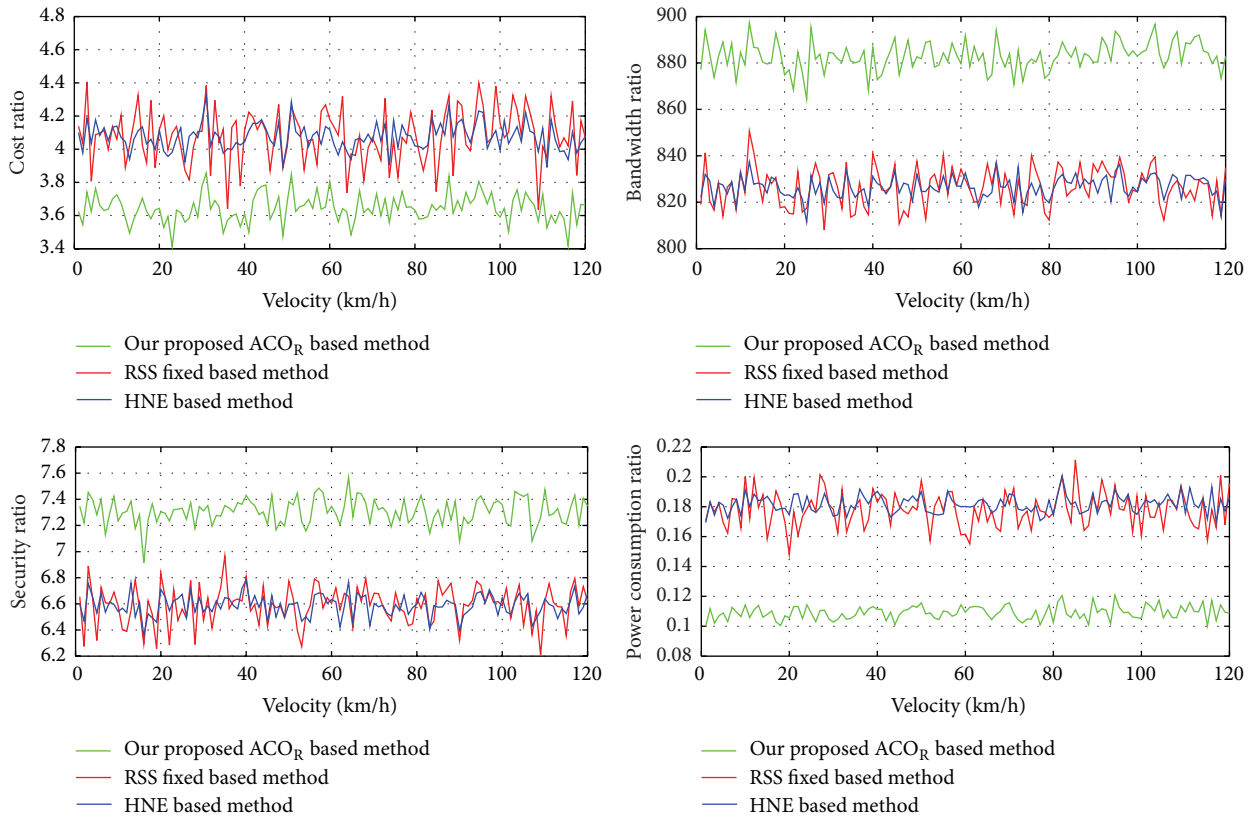 4.8
4.6
4.4
4.2
4
3.8
3.6
3.4
Cost ratio
0
20
40
60
80
100
120
Velocity (km/h)
Our proposed ACO_R based method
RSS fixed based method
HNE based method
900
880
860
840
820
800
Bandwidth ratio
0
20
40
60
80
100
120
Velocity (km/h)
Our proposed ACO_R based method
RSS fixed based method
HNE based method
7.8
7.6
7.4
7.2
7
6.8
6.6
6.4
6.2
Security ratio
0
20
40
60
80
100
120
Velocity (km/h)
Our proposed ACO_R based method
RSS fixed based method
HNE based method
0.22
0.2
0.18
0.16
0.12
0.1
0.08
Power consumption ratio
0
20
40
60
80
100
120
Velocity (km/h)
Our proposed ACO_R based method
RSS fixed based method
HNE based method